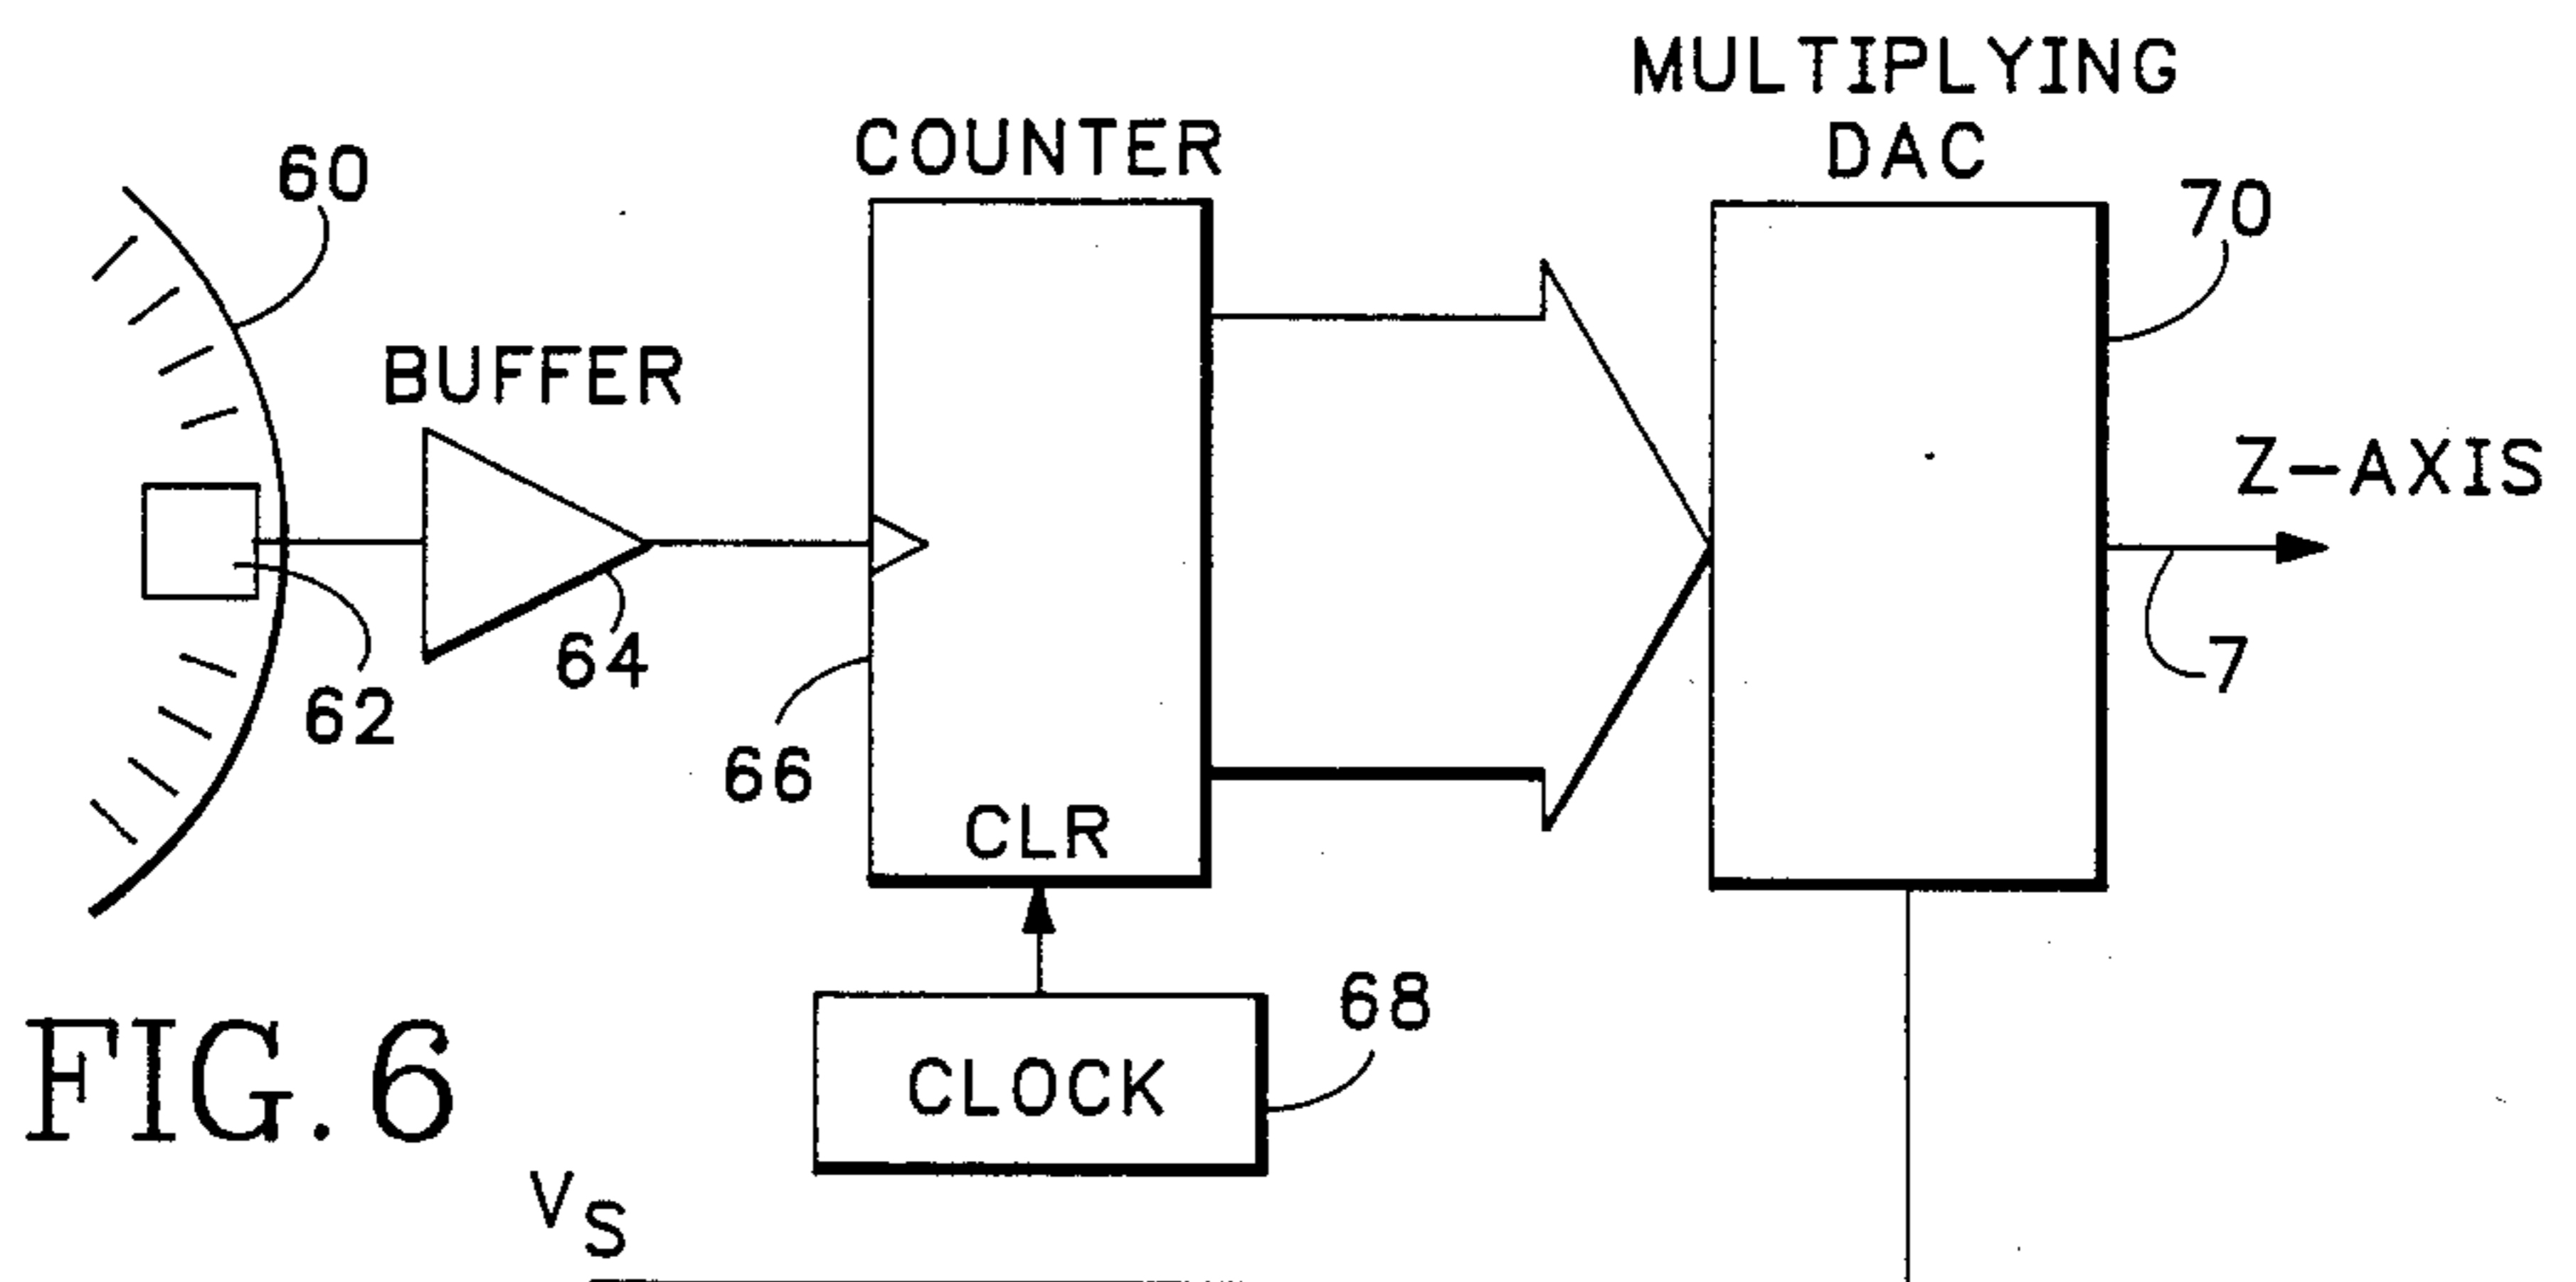 MULTIPLYING
DAC
COUNTER
60
70
BUFFER
Z-AXIS
64
62
7
66
CLR
68
CLOCK
FIG. 6
VS